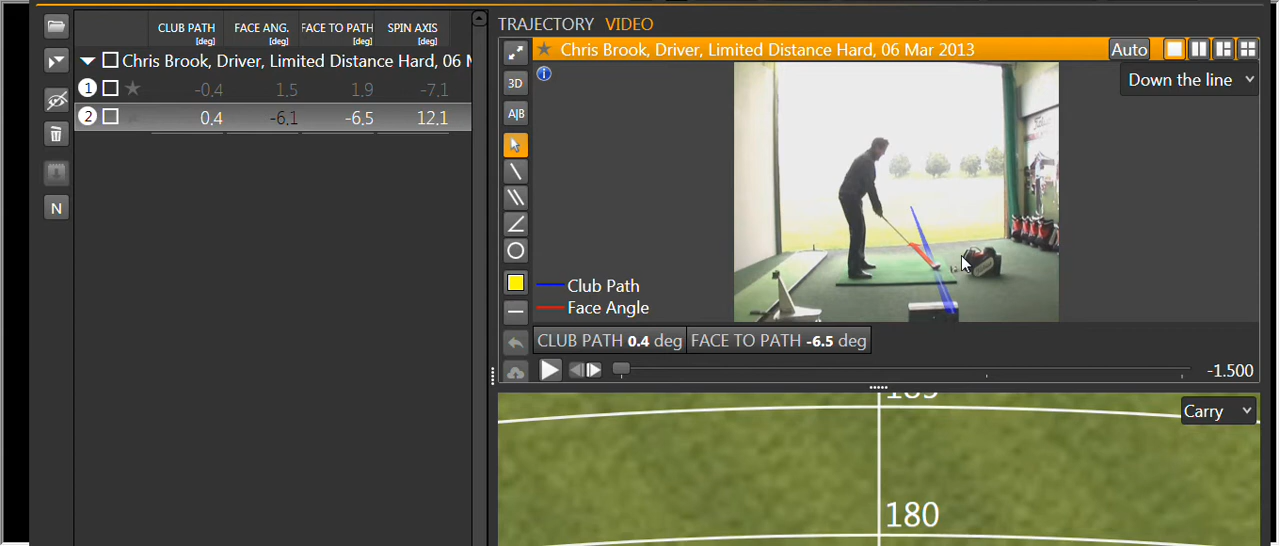 TRAJECTORY VIDEO
CLUB PATH FACE ANG. FACE TO PATH SPIN AXIS
[deg] [deg] [deg] [deg]
Chris Brook, Driver, Limited Distance Hard, 06 M
1 -0,4 1,5 1,9 -7,1
2 0,4 -6,1 -6,5 12,1
N
Chris Brook, Driver, Limited Distance Hard, 06 Mar 2013 Auto
3D
A|B
Down the line
Club Path
Face Angle
CLUB PATH 0.4 deg FACE TO PATH -6.5 deg
-1.500
Carry
180